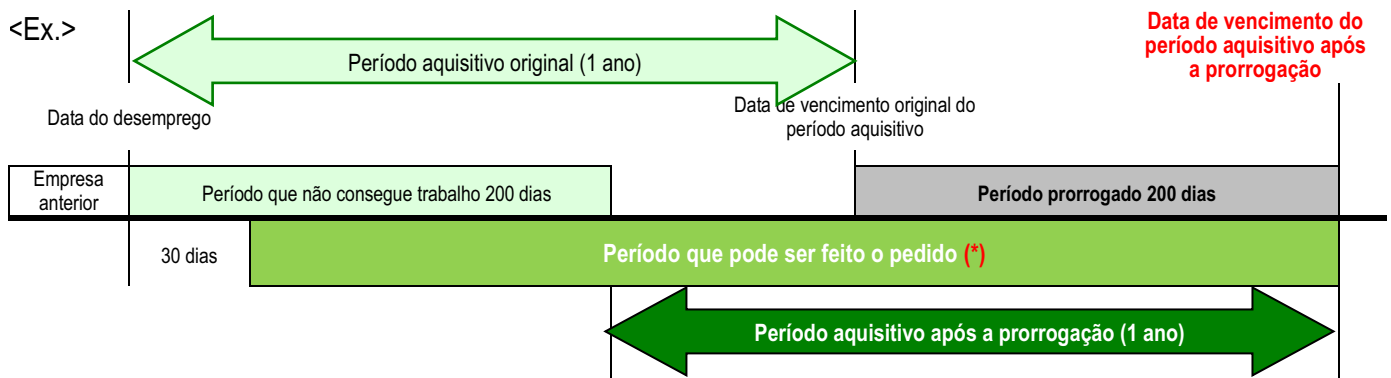 <Ex.>
Data de vencimento do
período aquisitivo após
a prorrogação
Período aquisitivo original (1 ano)
Data do desemprego
Data de vencimento original do
período aquisitivo
Empresa
anterior
Período que não consegue trabalho 200 dias
Período prorrogado 200 dias
30 dias
Período que pode ser feito o pedido (*)
Período aquisitivo após a prorrogação (1 ano)